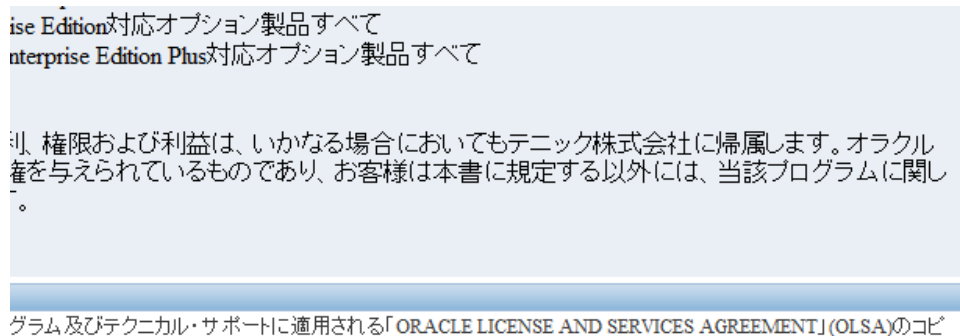 ise Edition対応オプション製品すべて
nterprise Edition Plus対応オプション製品すべて
利、権限および利益は、いかなる場合においてもテニック株式会社に帰属します。オラクル
権を与えられているものであり、お客様は本書に規定する以外には、当該プログラムに関し
。
グラム及びテクニカル・サポートに適用される「ORACLE LICENSE AND SERVICES AGREEMENT」(OLSA)のコピ